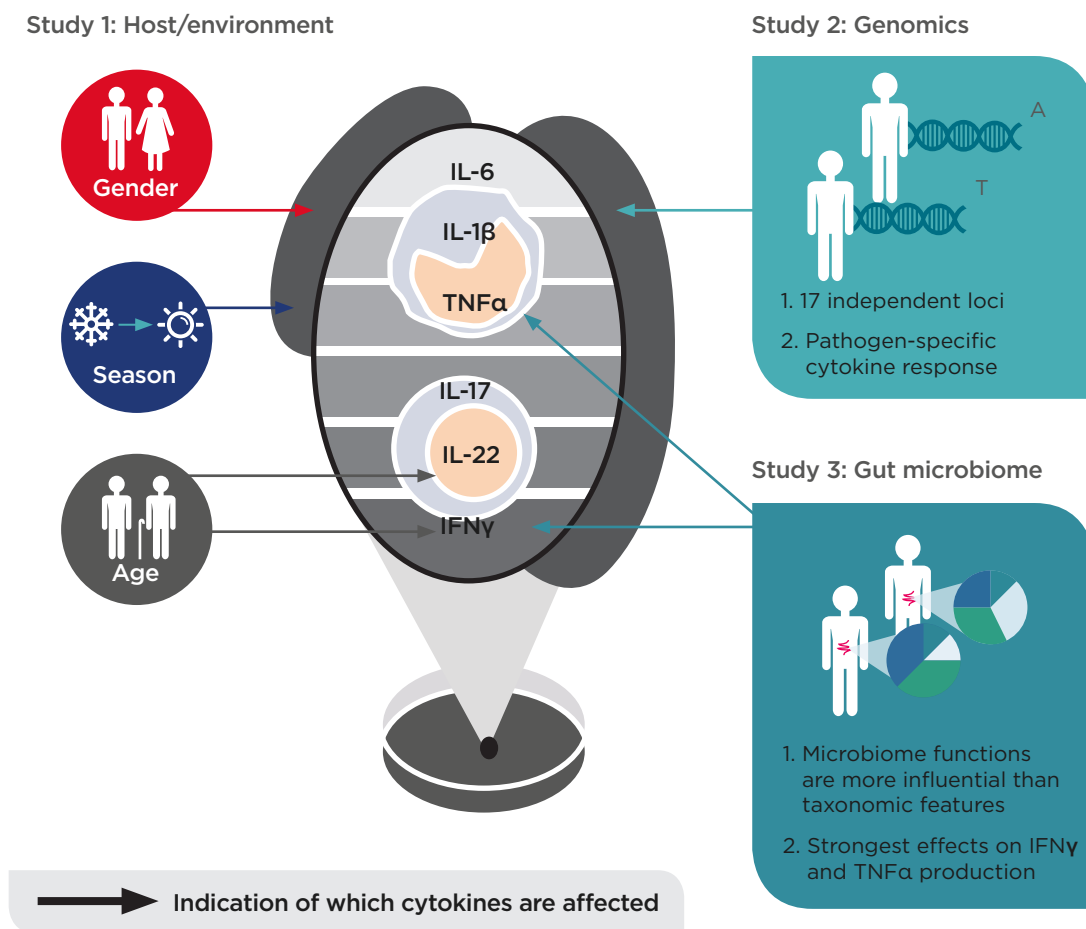 Study 1: Host/environment
Gender
Season
Age
IL-6
IL-1β
TNFα
IL-17
IL-22
IFNγ
Study 2: Genomics
A
T
1. 17 independent loci
2. Pathogen-specific
cytokine response
Study 3: Gut microbiome
1. Microbiome functions
are more influential than
taxonomic features
2. Strongest effects on IFNγ
and TNFα production
Indication of which cytokines are affected